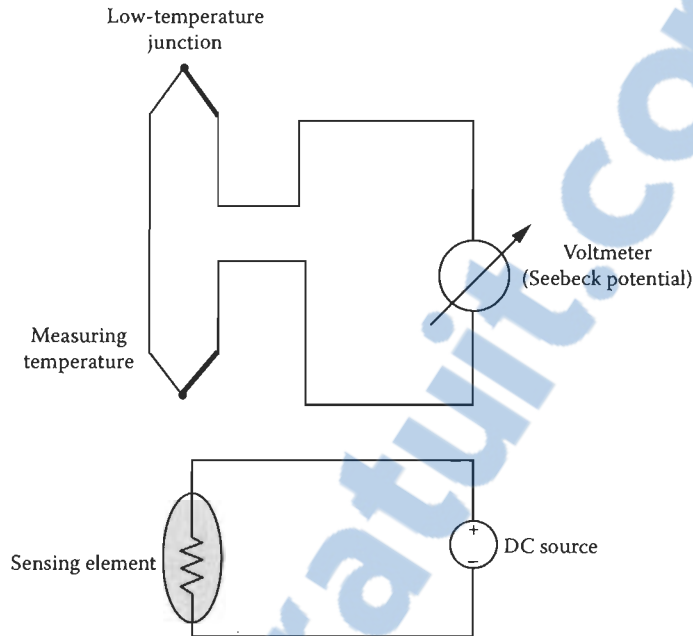 Low-temperature
junction
Voltmeter
(Seebeck potential)
Measuring
temperature
+
Sensing element
DC source
−